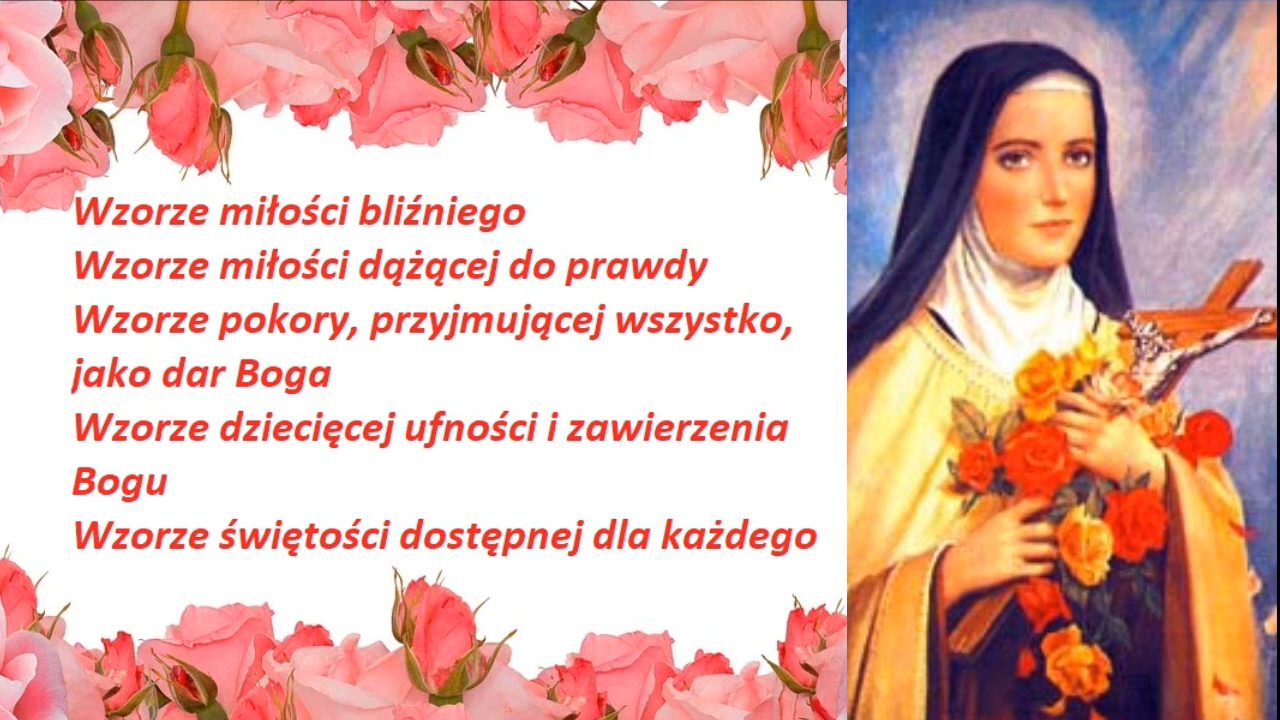 Wzorze miłości bliźniego
Wzorze miłości dążącej do prawdy
Wzorze pokory, przyjmującej wszystko,
jako dar Boga
Wzorze dziecięcej ufności i zawierzenia
Bogu
Wzorze świętości dostępnej dla każdego